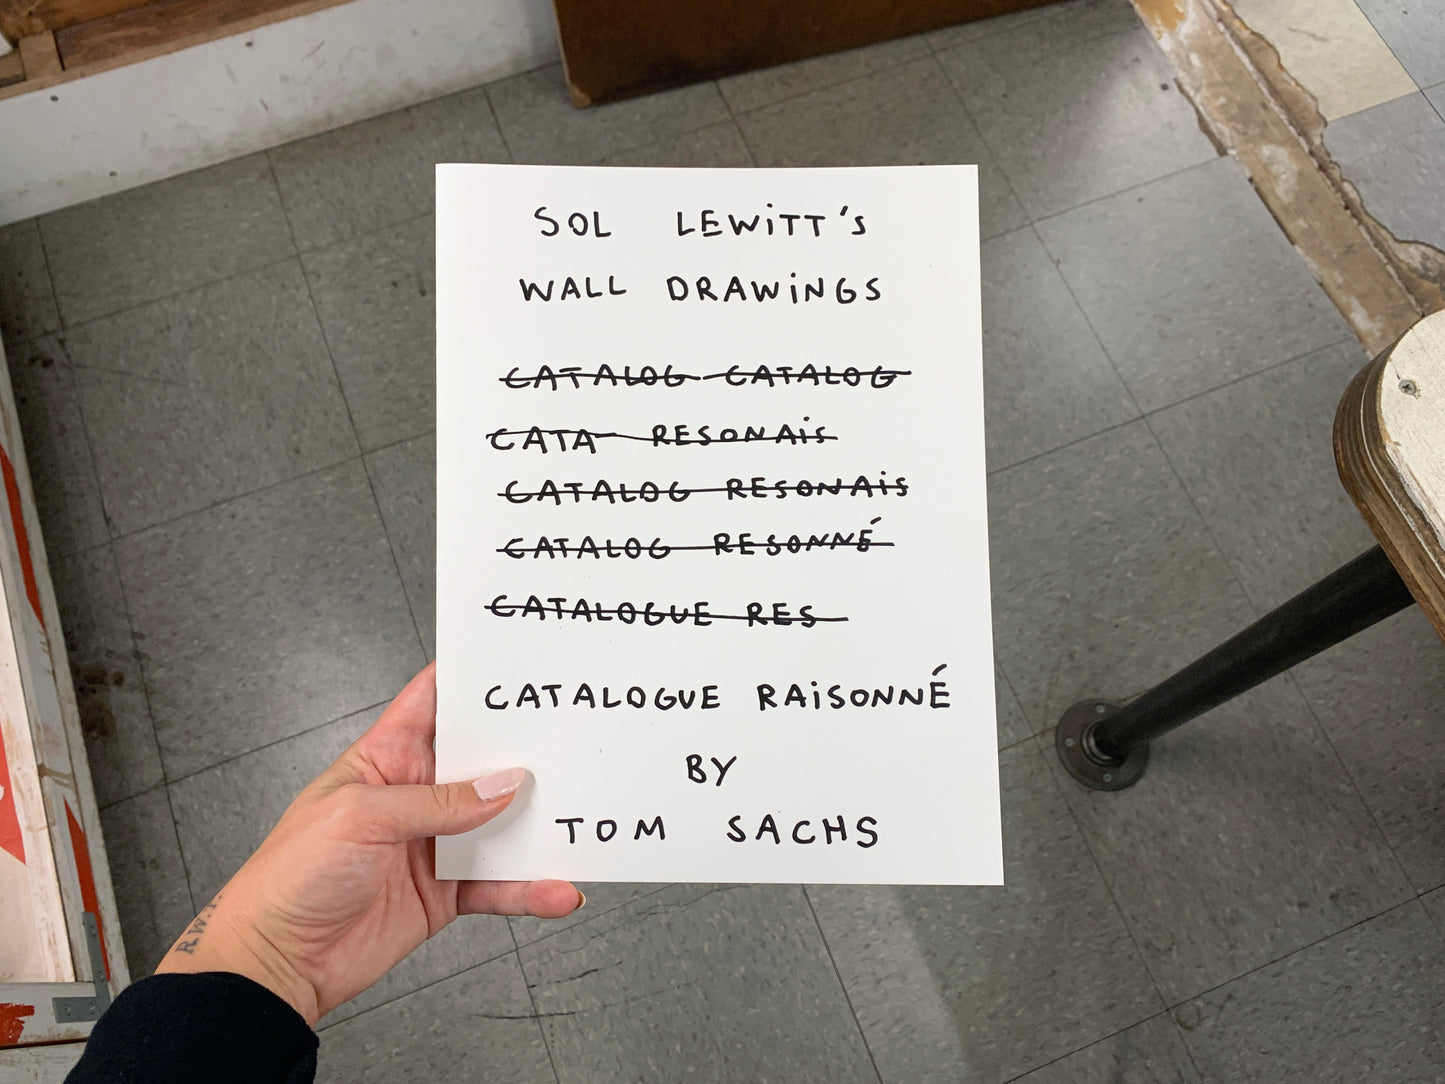 SOL LEWiTT's
WALL DRAWiNGS
CATALOG CATALOG
CATA RESONAiS
CATALOG RESONAiS
CATALOG RESONNÉ
CATALOGUE RES
CATALOGUE RAiSONNÉ
BY
TOM SACHS
R.W.